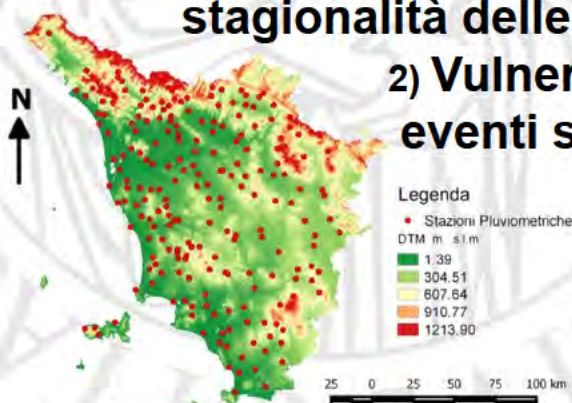 stagionalità delle
2) Vulner
eventi s
N
Legenda
Stazioni Pluviometriche
DTM m s.l.m
1.39
304.51
607.64
910.77
1213.90
25 0 25 50 75 100 km